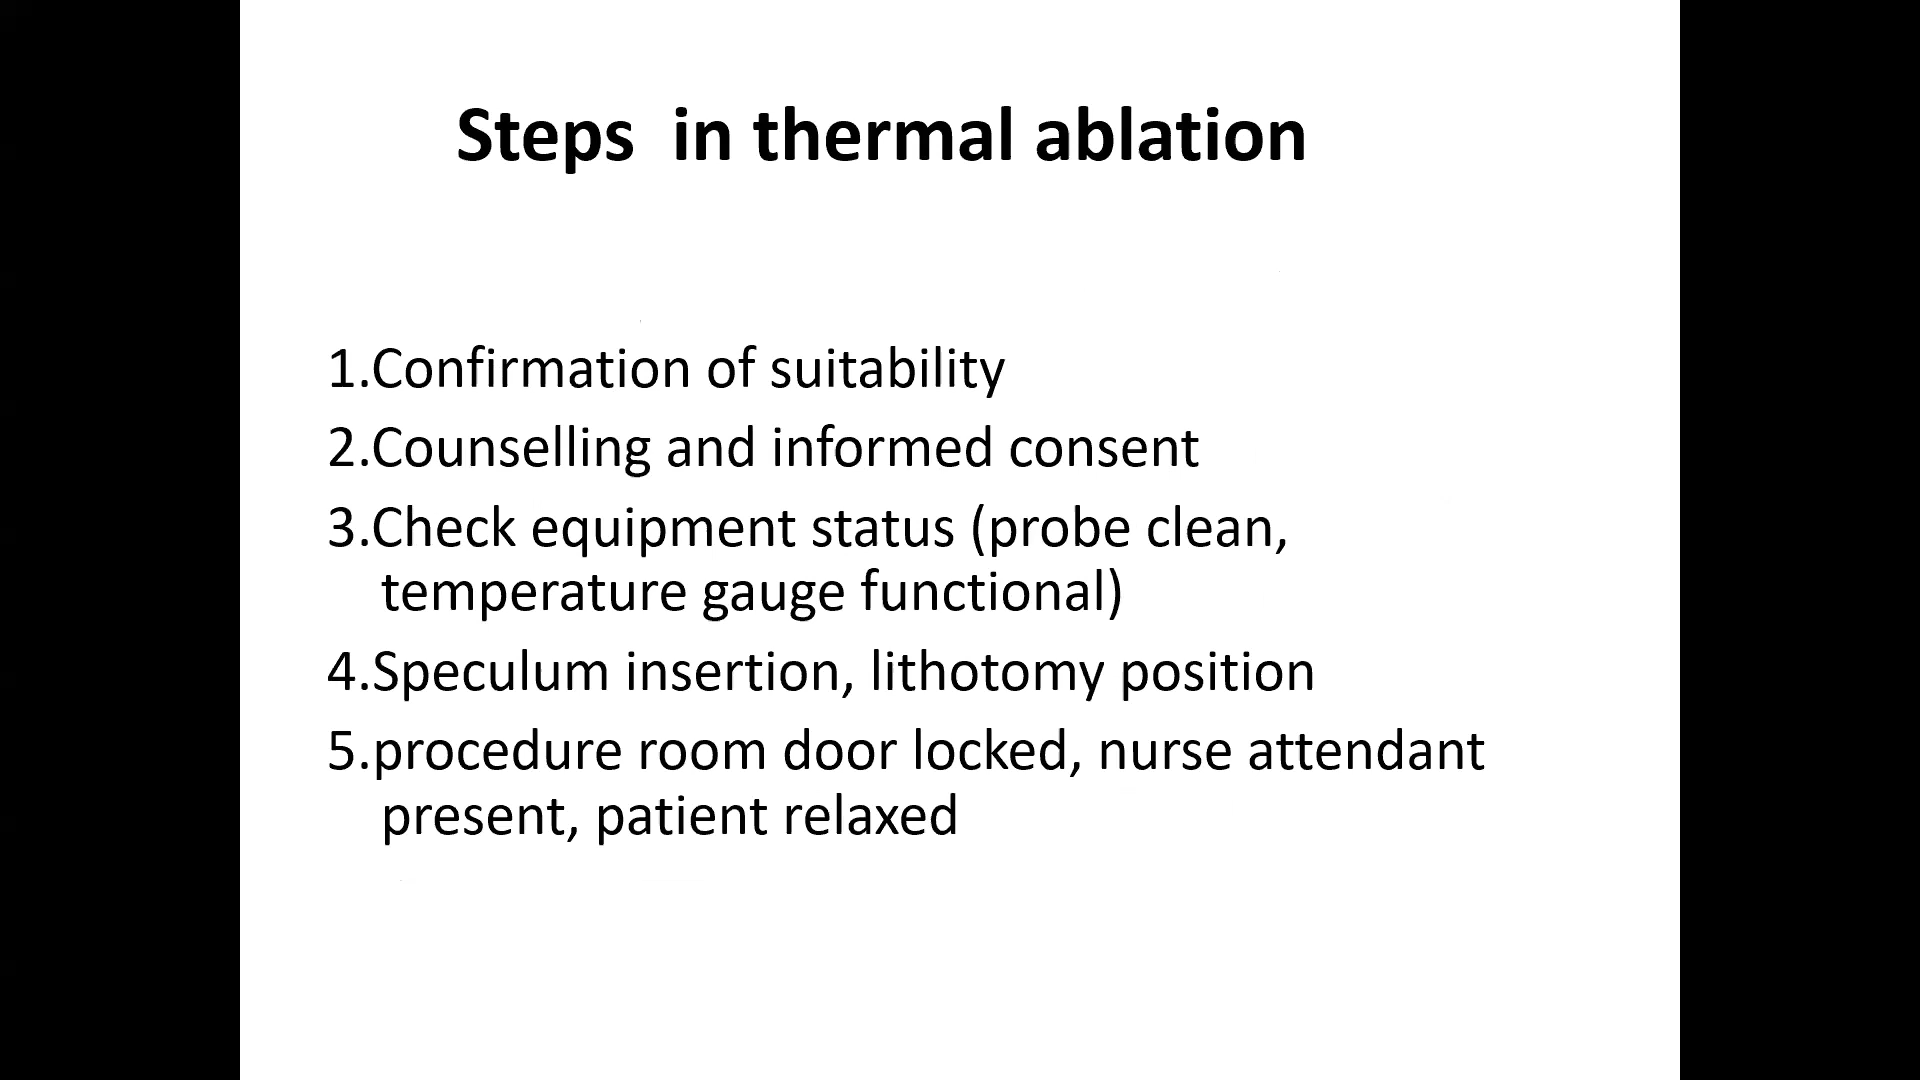 Steps  in thermal ablation
1.Confirmation of suitability
2.Counselling and informed consent
3.Check equipment status (probe clean,
temperature gauge functional)
4.Speculum insertion, lithotomy position
5.procedure room door locked, nurse attendant
present, patient relaxed